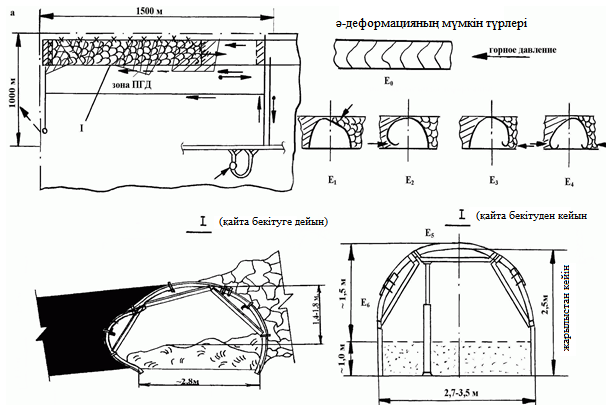 а
1500 м
ə-деформацияның мүмкін түрлері
горное давление
E₀
1000 м
зона ПГД
I
E₁
E₂
E₃
E₄
I (қайта бекітуге дейін)
I (қайта бекітуден кейін
E₅
E₆
1,4-1,8 м
~2,8м
~ 1,5 м
~ 1,0 м
2,5м
жарылыстан кейін
2,7-3,5 м